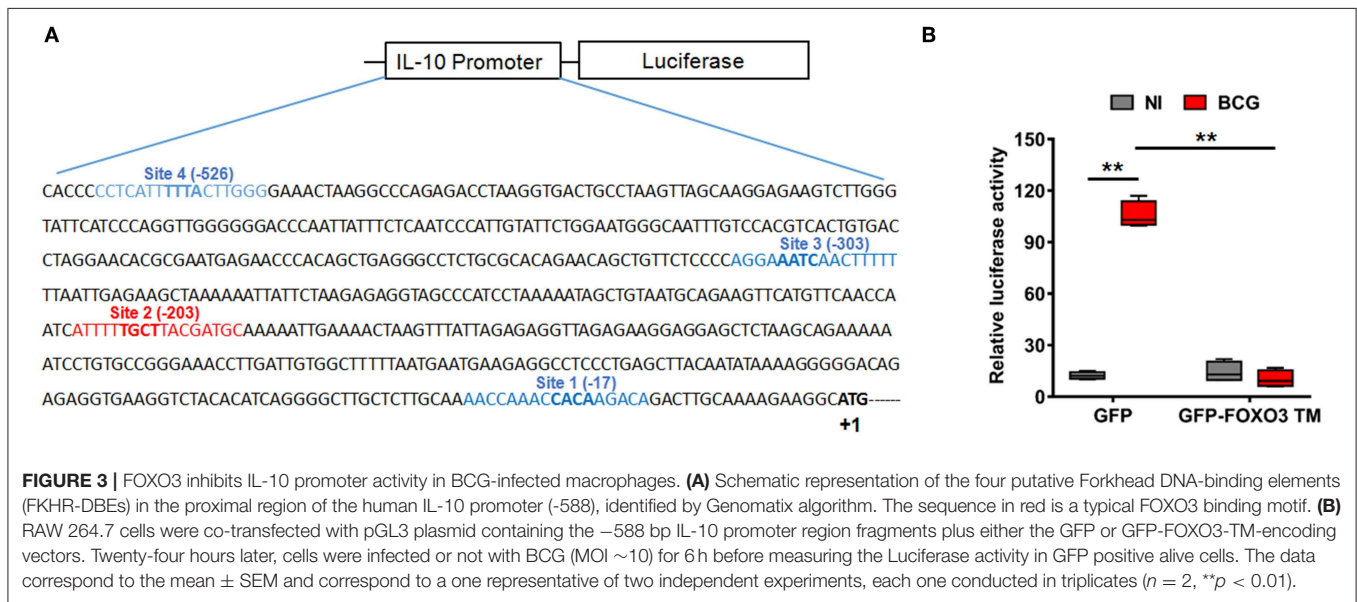 A
IL-10 Promoter
Luciferase
Site 4 (-526)
CACCCCCTCATTTTTACTTGGGGAAACTAAGGCCCAGAGACCTAAGGTGACTGCCTAAGTTAGCAAGGAGAAGTCTTGGG
TATTCATCCCAGGTTGGGGGGACCCAATTATTTCTCAATCCCATTGTATTCTGGAATGGGCAATTTGTCCACGTCACTGTGAC
Site 3 (-303)
CTAGGAACACGCGAATGAGAACCCACAGCTGAGGGCCTCTGCGCACAGAACAGCTGTTCTCCCCAGGAAATCAACTTTTT
TTAATTGAGAAGCTAAAAAATTATTCTAAGAGAGGTAGCCCATCCTAAAAATAGCTGTAATGCAGAAGTTCATGTTCAACCA
Site 2 (-203)
ATCATTTTTGCTTACGATGCAAAAATTGAAAACTAAGTTTATTAGAGAGGTTAGAGAAGGAGGAGCTCTAAGCAGAAAAA
ATCCTGTGCCGGGAAACCTTGATTGTGGCTTTTTAATGAATGAAGAGGCCTCCCTGAGCTTACAATATAAAAGGGGGACAG
Site 1 (-17)
AGAGGTGAAGGTCTACACATCAGGGGCTTGCTCTTGCAAAACCAAACCACAAGACAGACTTGCAAAAGAAGGCATG------
+1
B
NI BCG
Relative luciferase activity
150
120
90
60
30
0
**
**
GFP
GFP-FOXO3 TM
FIGURE 3 | FOXO3 inhibits IL-10 promoter activity in BCG-infected macrophages. (A) Schematic representation of the four putative Forkhead DNA-binding elements
(FKHR-DBEs) in the proximal region of the human IL-10 promoter (-588), identified by Genomatix algorithm. The sequence in red is a typical FOXO3 binding motif. (B)
RAW 264.7 cells were co-transfected with pGL3 plasmid containing the −588 bp IL-10 promoter region fragments plus either the GFP or GFP-FOXO3-TM-encoding
vectors. Twenty-four hours later, cells were infected or not with BCG (MOI ~10) for 6 h before measuring the Luciferase activity in GFP positive alive cells. The data
correspond to the mean ± SEM and correspond to a one representative of two independent experiments, each one conducted in triplicates (n = 2, **p < 0.01).